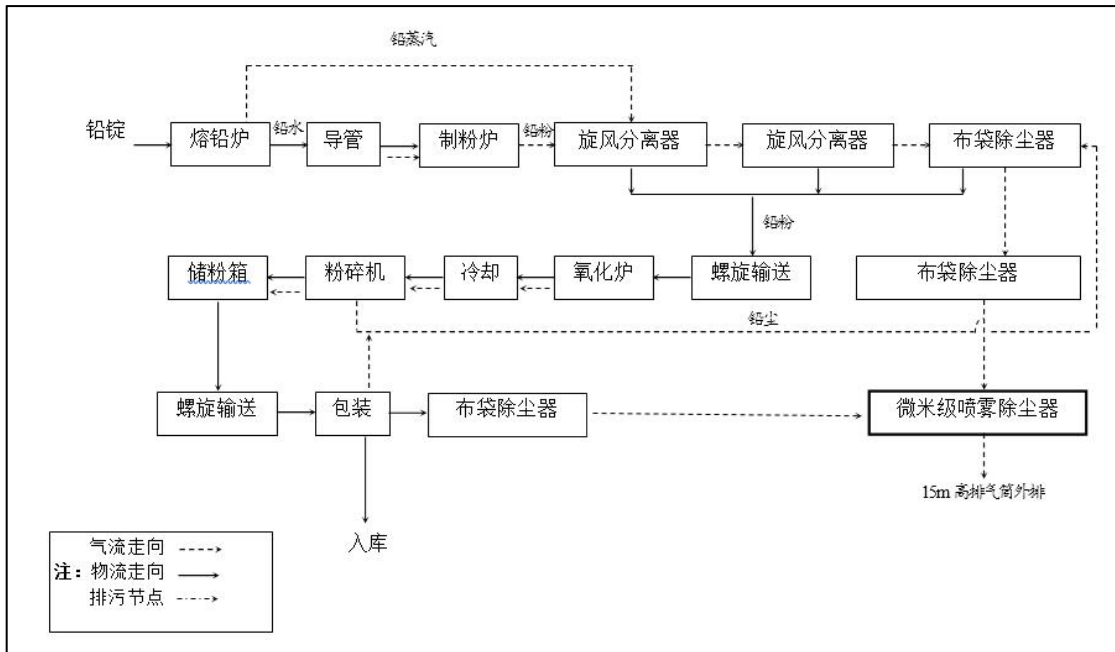 铅蒸汽
铅锭
熔铅炉
铅水
导管
制粉炉
铅粉
旋风分离器
旋风分离器
布袋除尘器
铅粉
储粉箱
粉碎机
冷却
氧化炉
螺旋输送
布袋除尘器
铅尘
螺旋输送
包装
布袋除尘器
微米级喷雾除尘器
15m 高排气筒外排
入库
气流走向
注：物流走向
排污节点